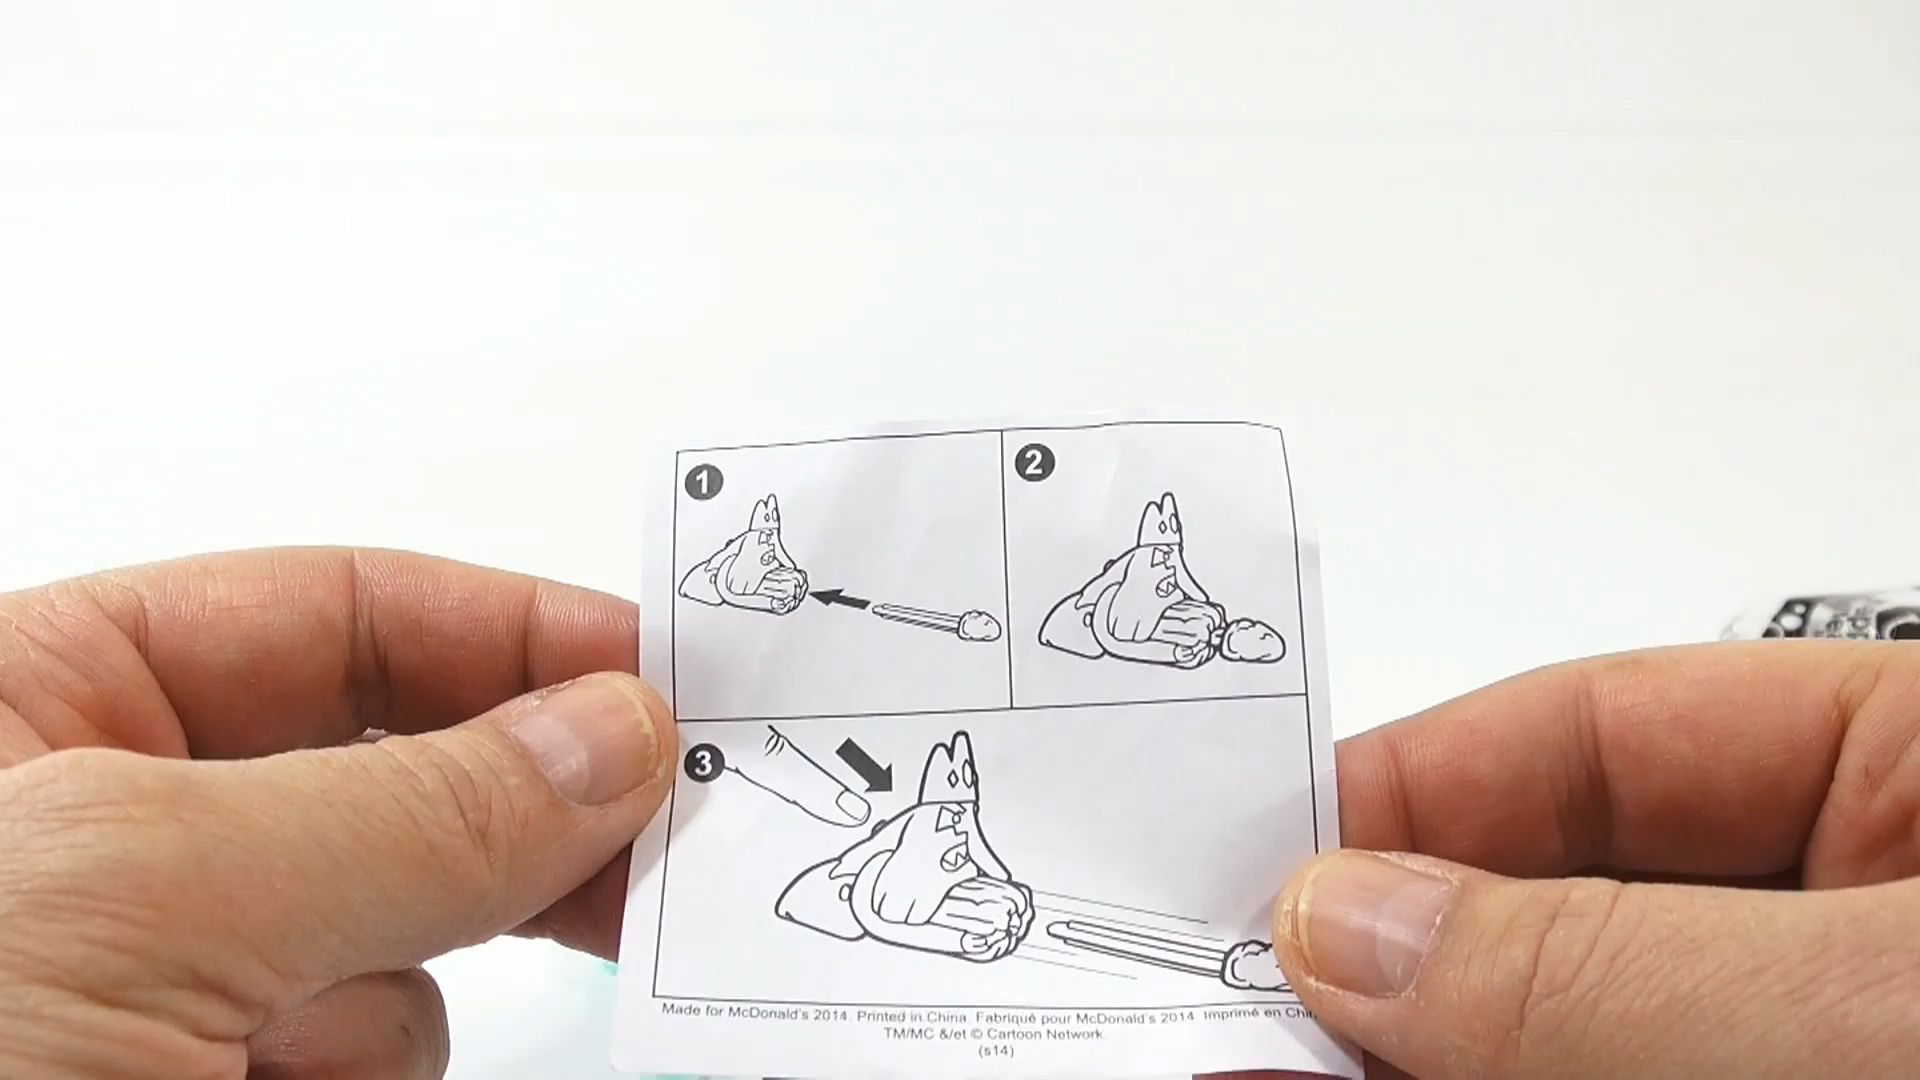 1
2
3
Made for McDonald's 2014. Printed in China. Fabriqué pour McDonald's 2014 Imprimé en
TM/MC &/et © Cartoon Network.
(s14)